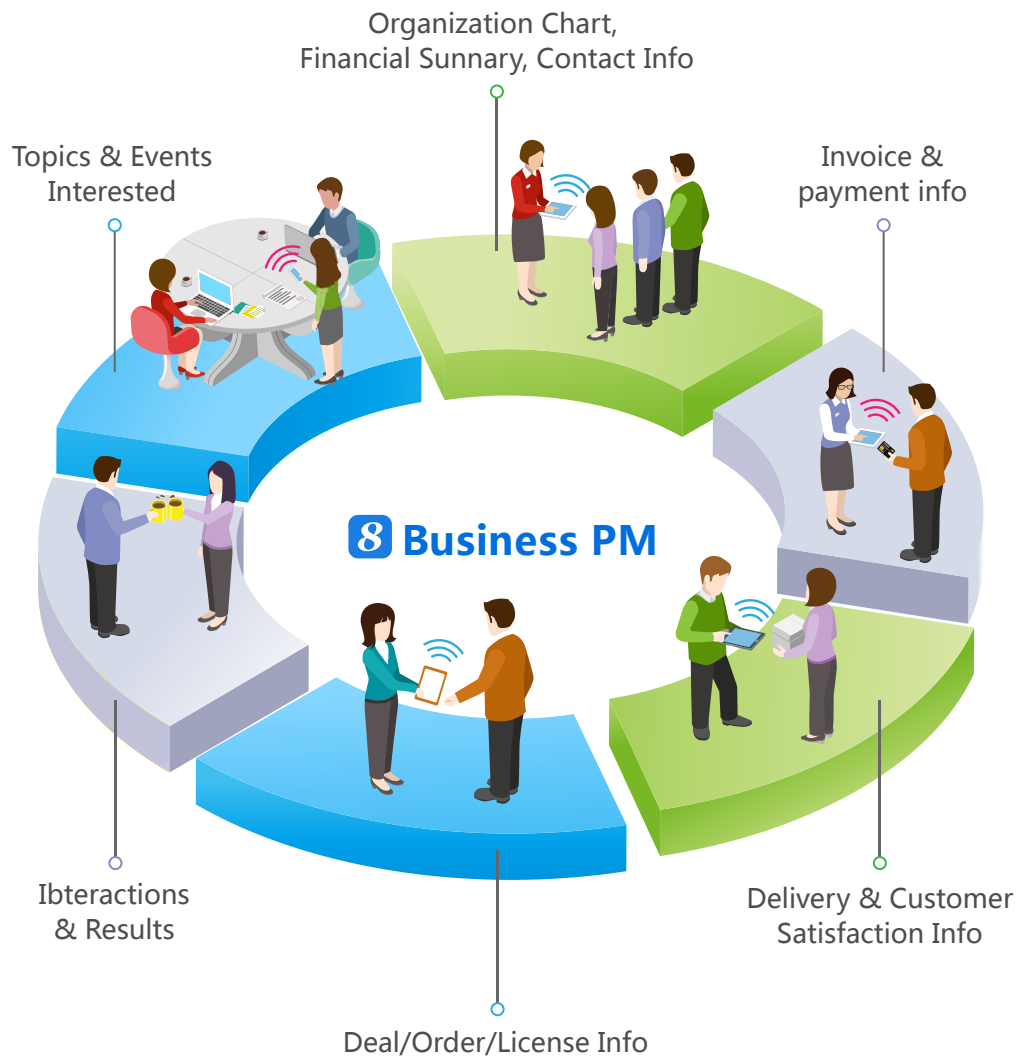 Organization Chart,
Financial Sunnary, Contact Info
Topics & Events
Interested
Invoice &
payment info
8 Business PM
Ibteractions
& Results
Delivery & Customer
Satisfaction Info
Deal/Order/License Info